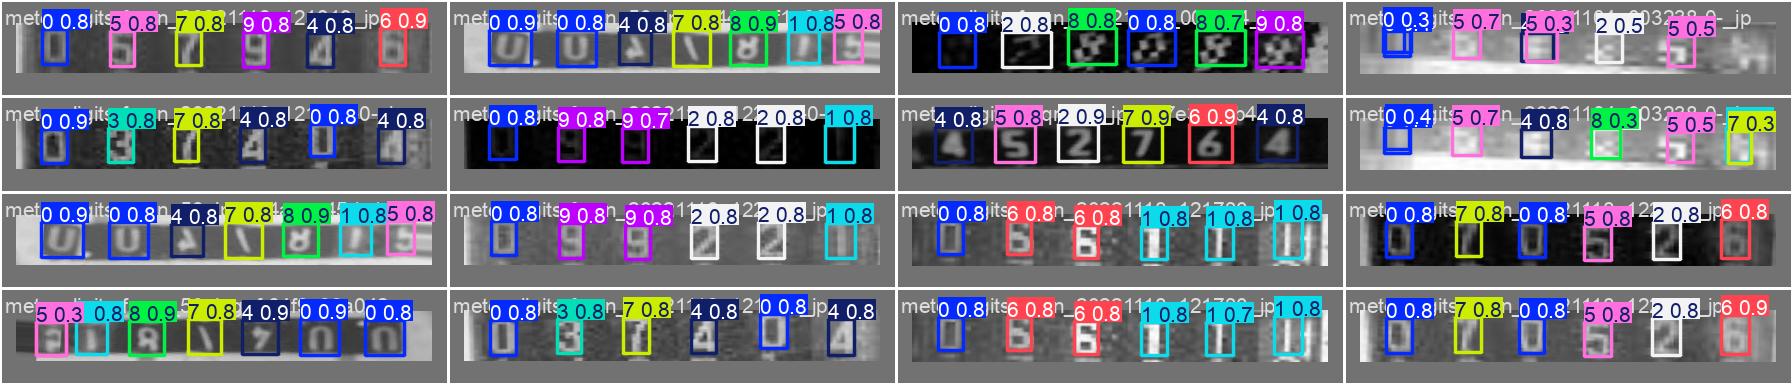 0 0.9 5 0.8 7 0.8 9 0.8 4 0.8 6 0.9
0 0.9 0 0.8 4 0.8 7 0.8 8 0.9 1 0.8 5 0.8
0 0.8 2 0.8 8 0.8 0 0.8 8 0.7 9 0.8
0 0.3 5 0.7 5 0.3 2 0.5 5 0.5
0 0.9 3 0.8 7 0.8 4 0.8 0 0.8 4 0.8
0 0.8 9 0.8 9 0.7 2 0.8 2 0.8 1 0.8
4 0.8 5 0.8 2 0.9 7 0.9 6 0.9 4 0.8
0 0.4 5 0.7 4 0.8 8 0.3 5 0.5 7 0.3
0 0.9 0 0.8 4 0.8 7 0.8 8 0.9 1 0.8 5 0.8
0 0.8 9 0.8 9 0.8 2 0.8 2 0.8 1 0.8
0 0.8 6 0.8 6 0.8 1 0.8 1 0.8 1 0.8
0 0.8 7 0.8 0 0.8 5 0.8 2 0.8 6 0.8
5 0.3 1 0.8 8 0.9 7 0.8 4 0.9 0 0.8 0 0.8
0 0.8 3 0.8 7 0.8 4 0.8 0 0.8 4 0.8
0 0.8 6 0.8 6 0.8 1 0.8 1 0.7 1 0.8
0 0.8 7 0.8 0 0.8 5 0.8 2 0.8 6 0.9